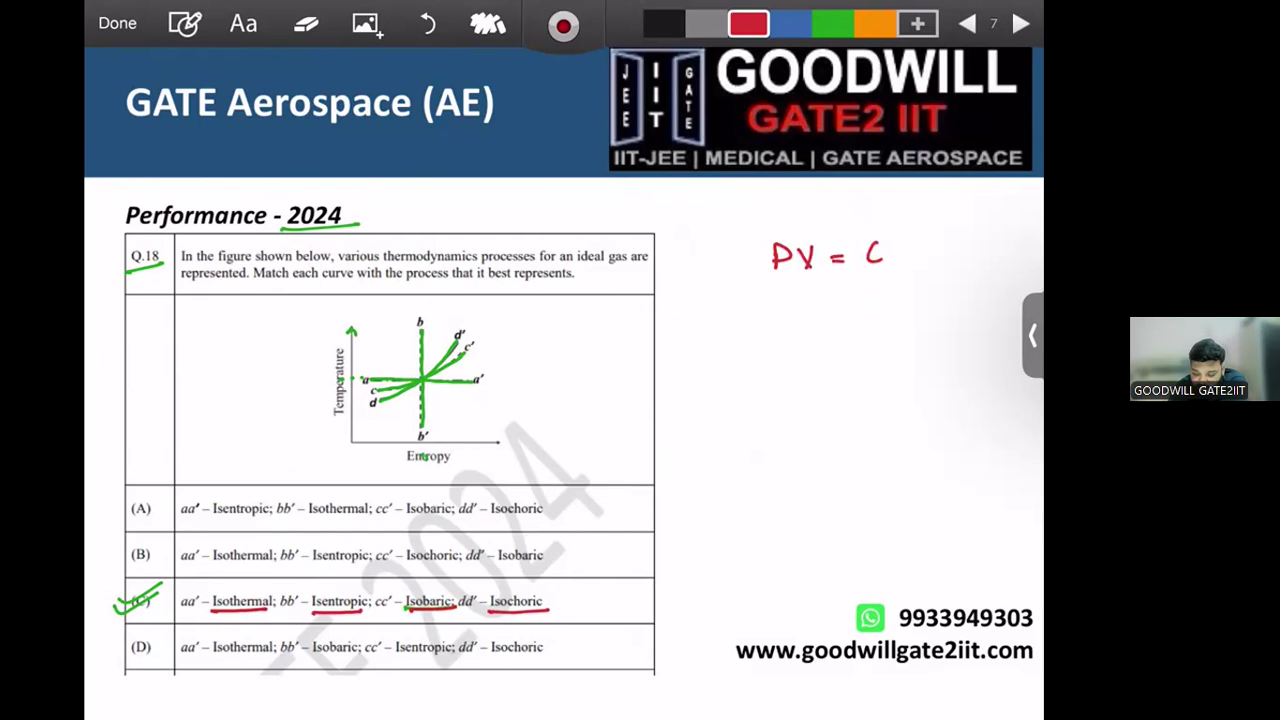 Done
Aa
7
GATE Aerospace (AE)
JEE
IIT
GATE
GOODWILL
GATE2 IIT
IIT-JEE | MEDICAL | GATE AEROSPACE
Performance - 2024
Q.18
In the figure shown below, various thermodynamics processes for an ideal gas are
represented. Match each curve with the process that it best represents.
PV = C
Temperature
b
d'
c'
a
a'
c
d
b'
Entropy
(A)
aa' – Isentropic; bb' – Isothermal; cc' – Isobaric; dd' – Isochoric
(B)
aa' – Isothermal; bb' – Isentropic; cc' – Isochoric; dd' – Isobaric
(C)
aa' – Isothermal; bb' – Isentropic; cc' – Isobaric; dd' – Isochoric
(D)
aa' – Isothermal; bb' – Isobaric; cc' – Isentropic; dd' – Isochoric
9933949303
www.goodwillgate2iit.com
GOODWILL GATE2IIT